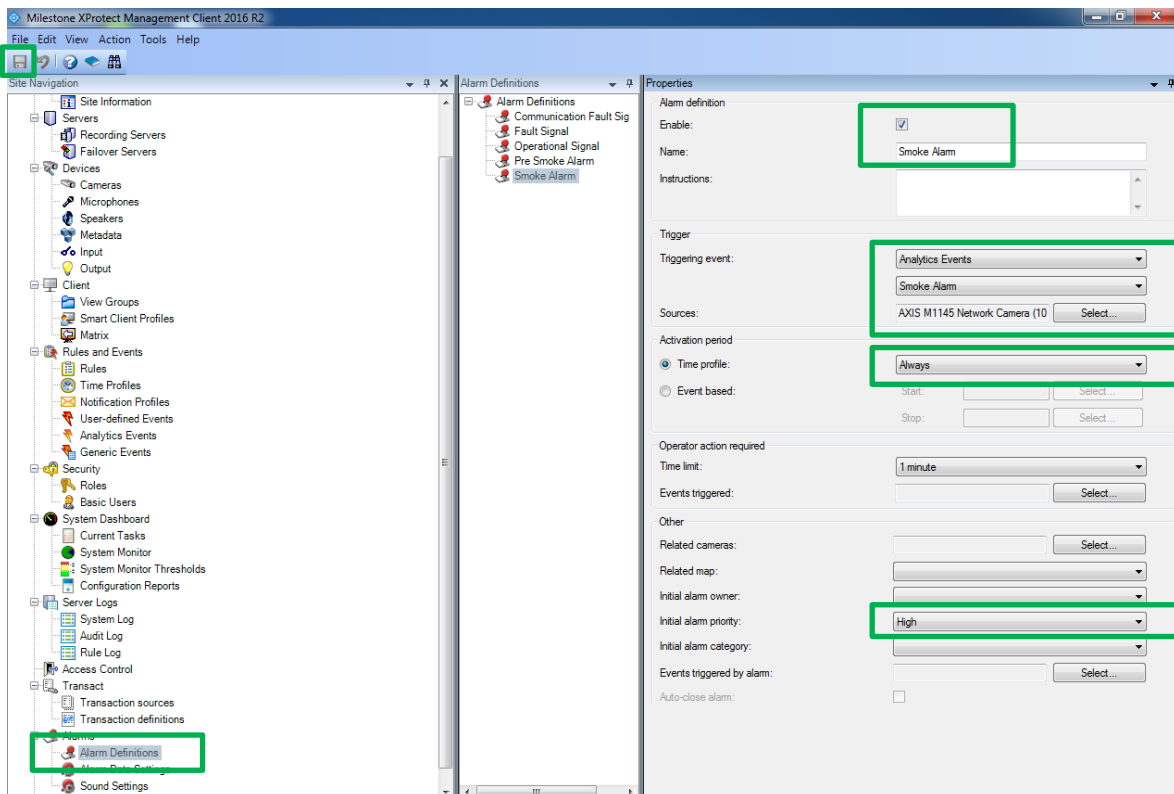 Milestone XProtect Management Client 2016 R2
File Edit View Action Tools Help
Site Navigation
Site Information
Servers
Recording Servers
Failover Servers
Devices
Cameras
Microphones
Speakers
Metadata
Input
Output
Client
View Groups
Smart Client Profiles
Matrix
Rules and Events
Rules
Time Profiles
Notification Profiles
User-defined Events
Analytics Events
Generic Events
Security
Roles
Basic Users
System Dashboard
Current Tasks
System Monitor
System Monitor Thresholds
Configuration Reports
Server Logs
System Log
Audit Log
Rule Log
Access Control
Transact
Transaction sources
Transaction definitions
Alarms
Alarm Definitions
Alarm Data Settings
Sound Settings
Alarm Definitions
Alarm Definitions
Communication Fault Sig
Fault Signal
Operational Signal
Pre Smoke Alarm
Smoke Alarm
Properties
Alarm definition
Enable:
Name: Smoke Alarm
Instructions:
Trigger
Triggering event: Analytics Events
Smoke Alarm
Sources: AXIS M1145 Network Camera (10 Select...
Activation period
Time profile: Always
Event based: Start: Select...
Stop: Select...
Operator action required
Time limit: 1 minute
Events triggered: Select...
Other
Related cameras: Select...
Related map:
Initial alarm owner:
Initial alarm priority: High
Initial alarm category:
Events triggered by alarm: Select...
Auto-close alarm: